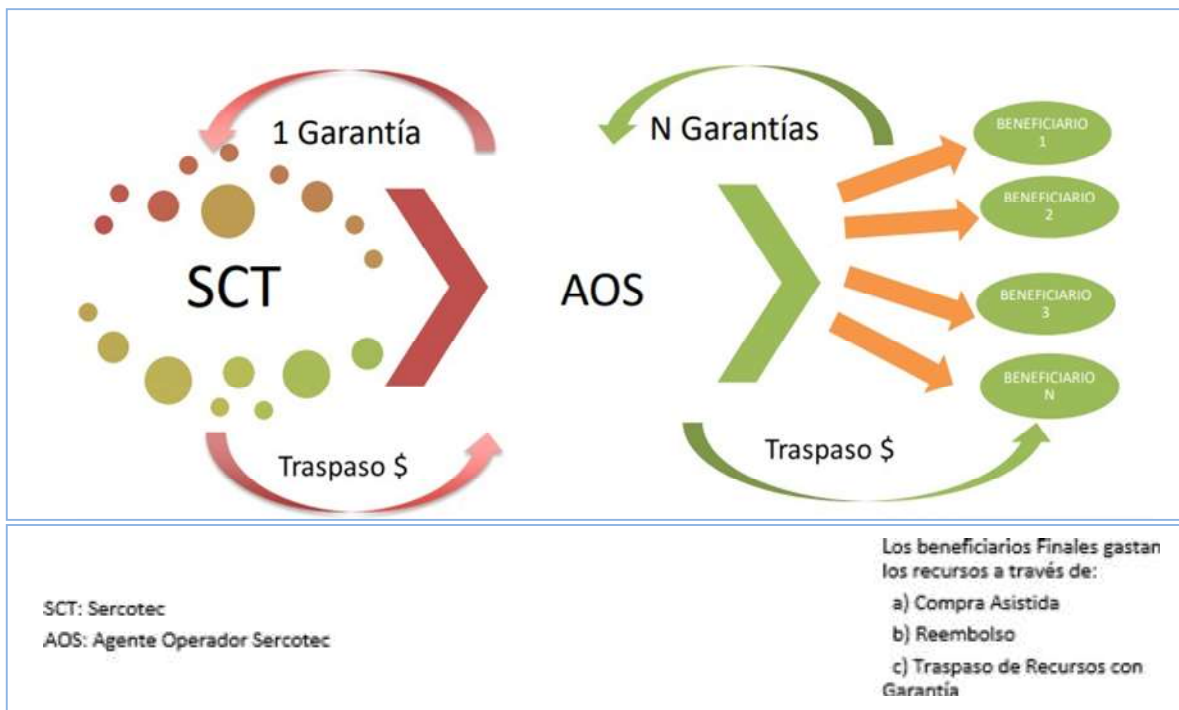 1 Garantía
N Garantías
SCT
AOS
Traspaso $
Traspaso $
BENEFICIARIO
1
BENEFICIARIO
2
BENEFICIARIO
3
BENEFICIARIO
N
SCT: Sercotec
AOS: Agente Operador Sercotec
Los beneficiarios Finales gastan
los recursos a través de:
a) Compra Asistida
b) Reembolso
c) Traspaso de Recursos con
Garantía